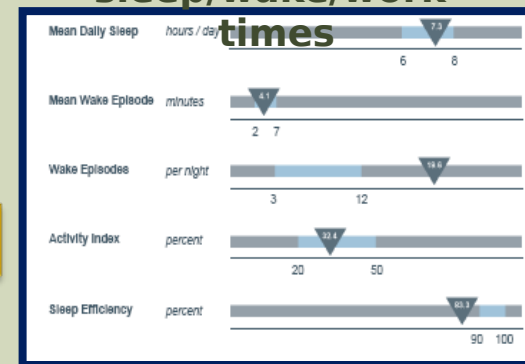 sleep/wake/work
times
Mean Daily Sleep hours / day 7.3
6 8
Mean Wake Episode minutes 4.1
2 7
Wake Episodes per night 19.6
3 12
Activity Index percent 32.4
20 50
Sleep Efficiency percent 83.3
90 100